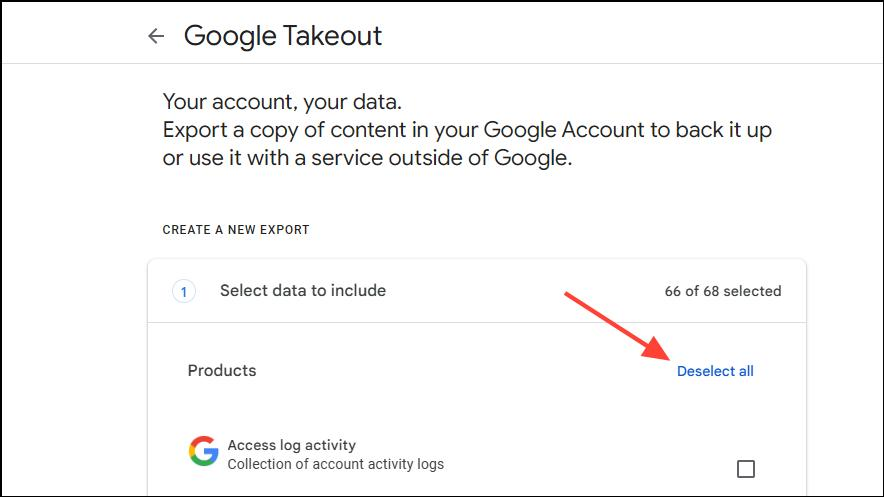 Google Takeout
Your account, your data.
Export a copy of content in your Google Account to back it up
or use it with a service outside of Google.
CREATE A NEW EXPORT
1 Select data to include 66 of 68 selected
Products Deselect all
Access log activity
Collection of account activity logs